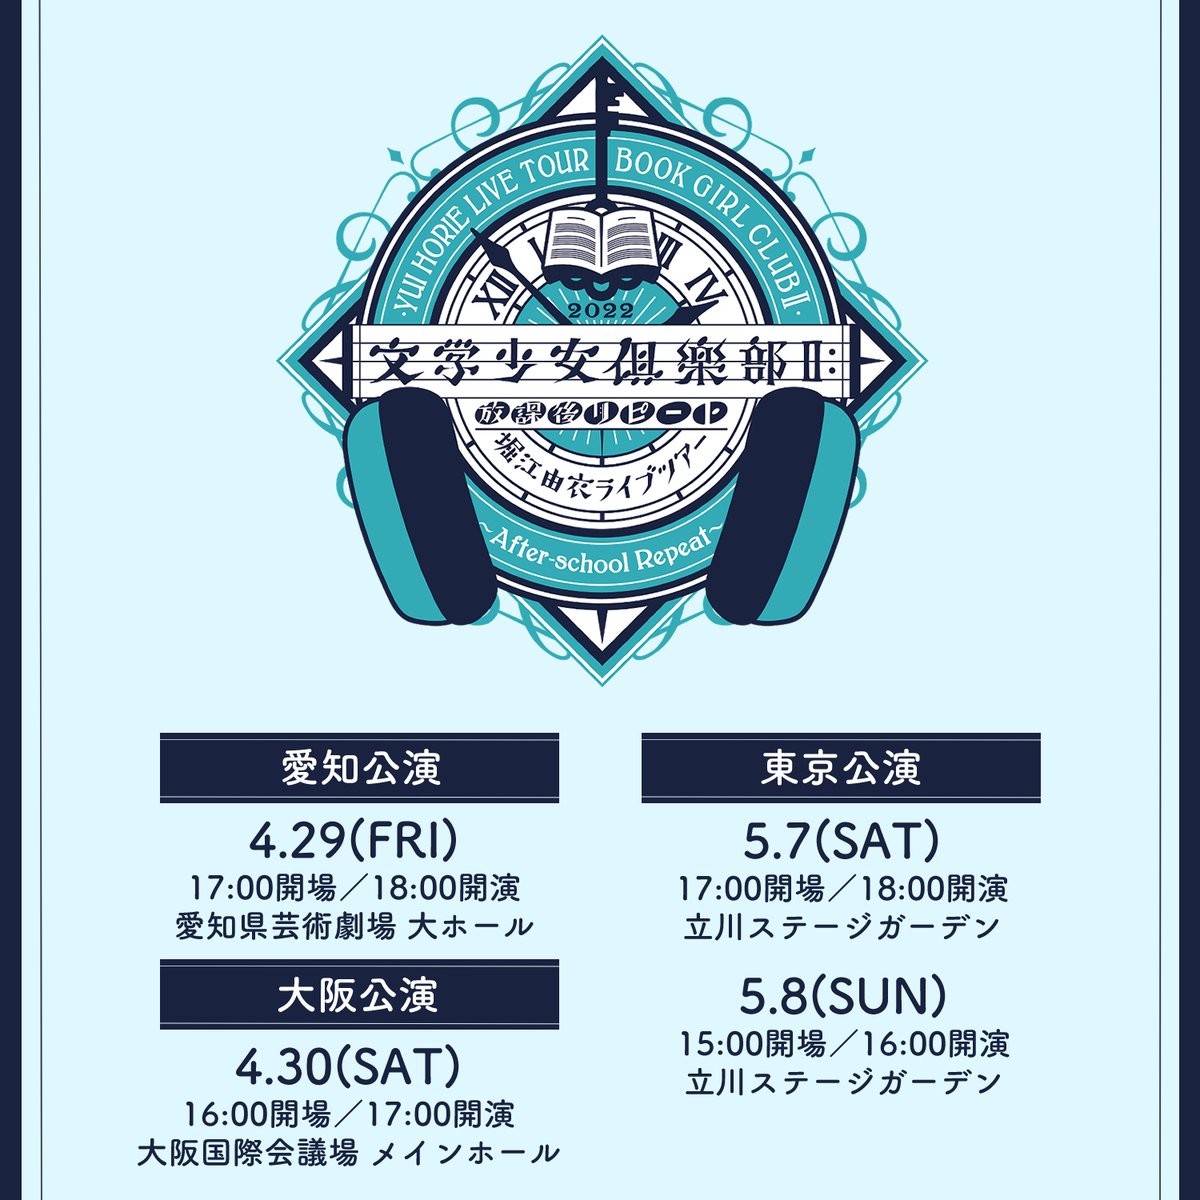 YUI HORIE LIVE TOUR BOOK GIRL CLUB II
XII I III IV
2022
文学少女倶楽部II:
放課後リピート
堀江由衣ライブツアー
~After-school Repeat~
愛知公演
4.29(FRI)
17:00開場／18:00開演
愛知県芸術劇場 大ホール
大阪公演
4.30(SAT)
16:00開場／17:00開演
大阪国際会議場 メインホール
東京公演
5.7(SAT)
17:00開場／18:00開演
立川ステージガーデン
5.8(SUN)
15:00開場／16:00開演
立川ステージガーデン